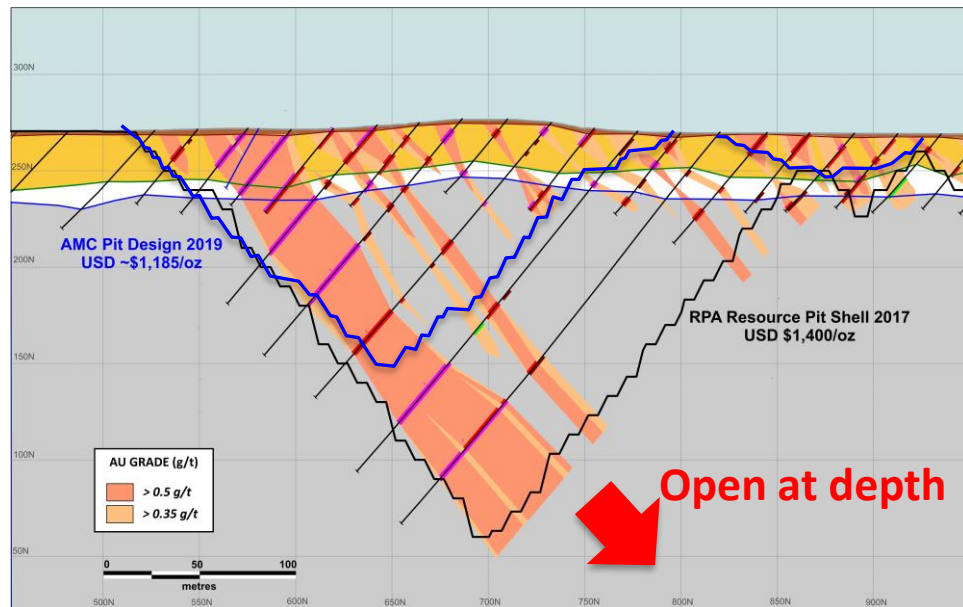 300N
250N
AMC Pit Design 2019
USD ~$1,185/oz
200N
RPA Resource Pit Shell 2017
USD $1,400/oz
150N
AU GRADE (g/t)
> 0.5 g/t
> 0.35 g/t
100N
Open at depth
50N
0 50 100
metres
500N 550N 600N 650N 700N 750N 800N 850N 900N